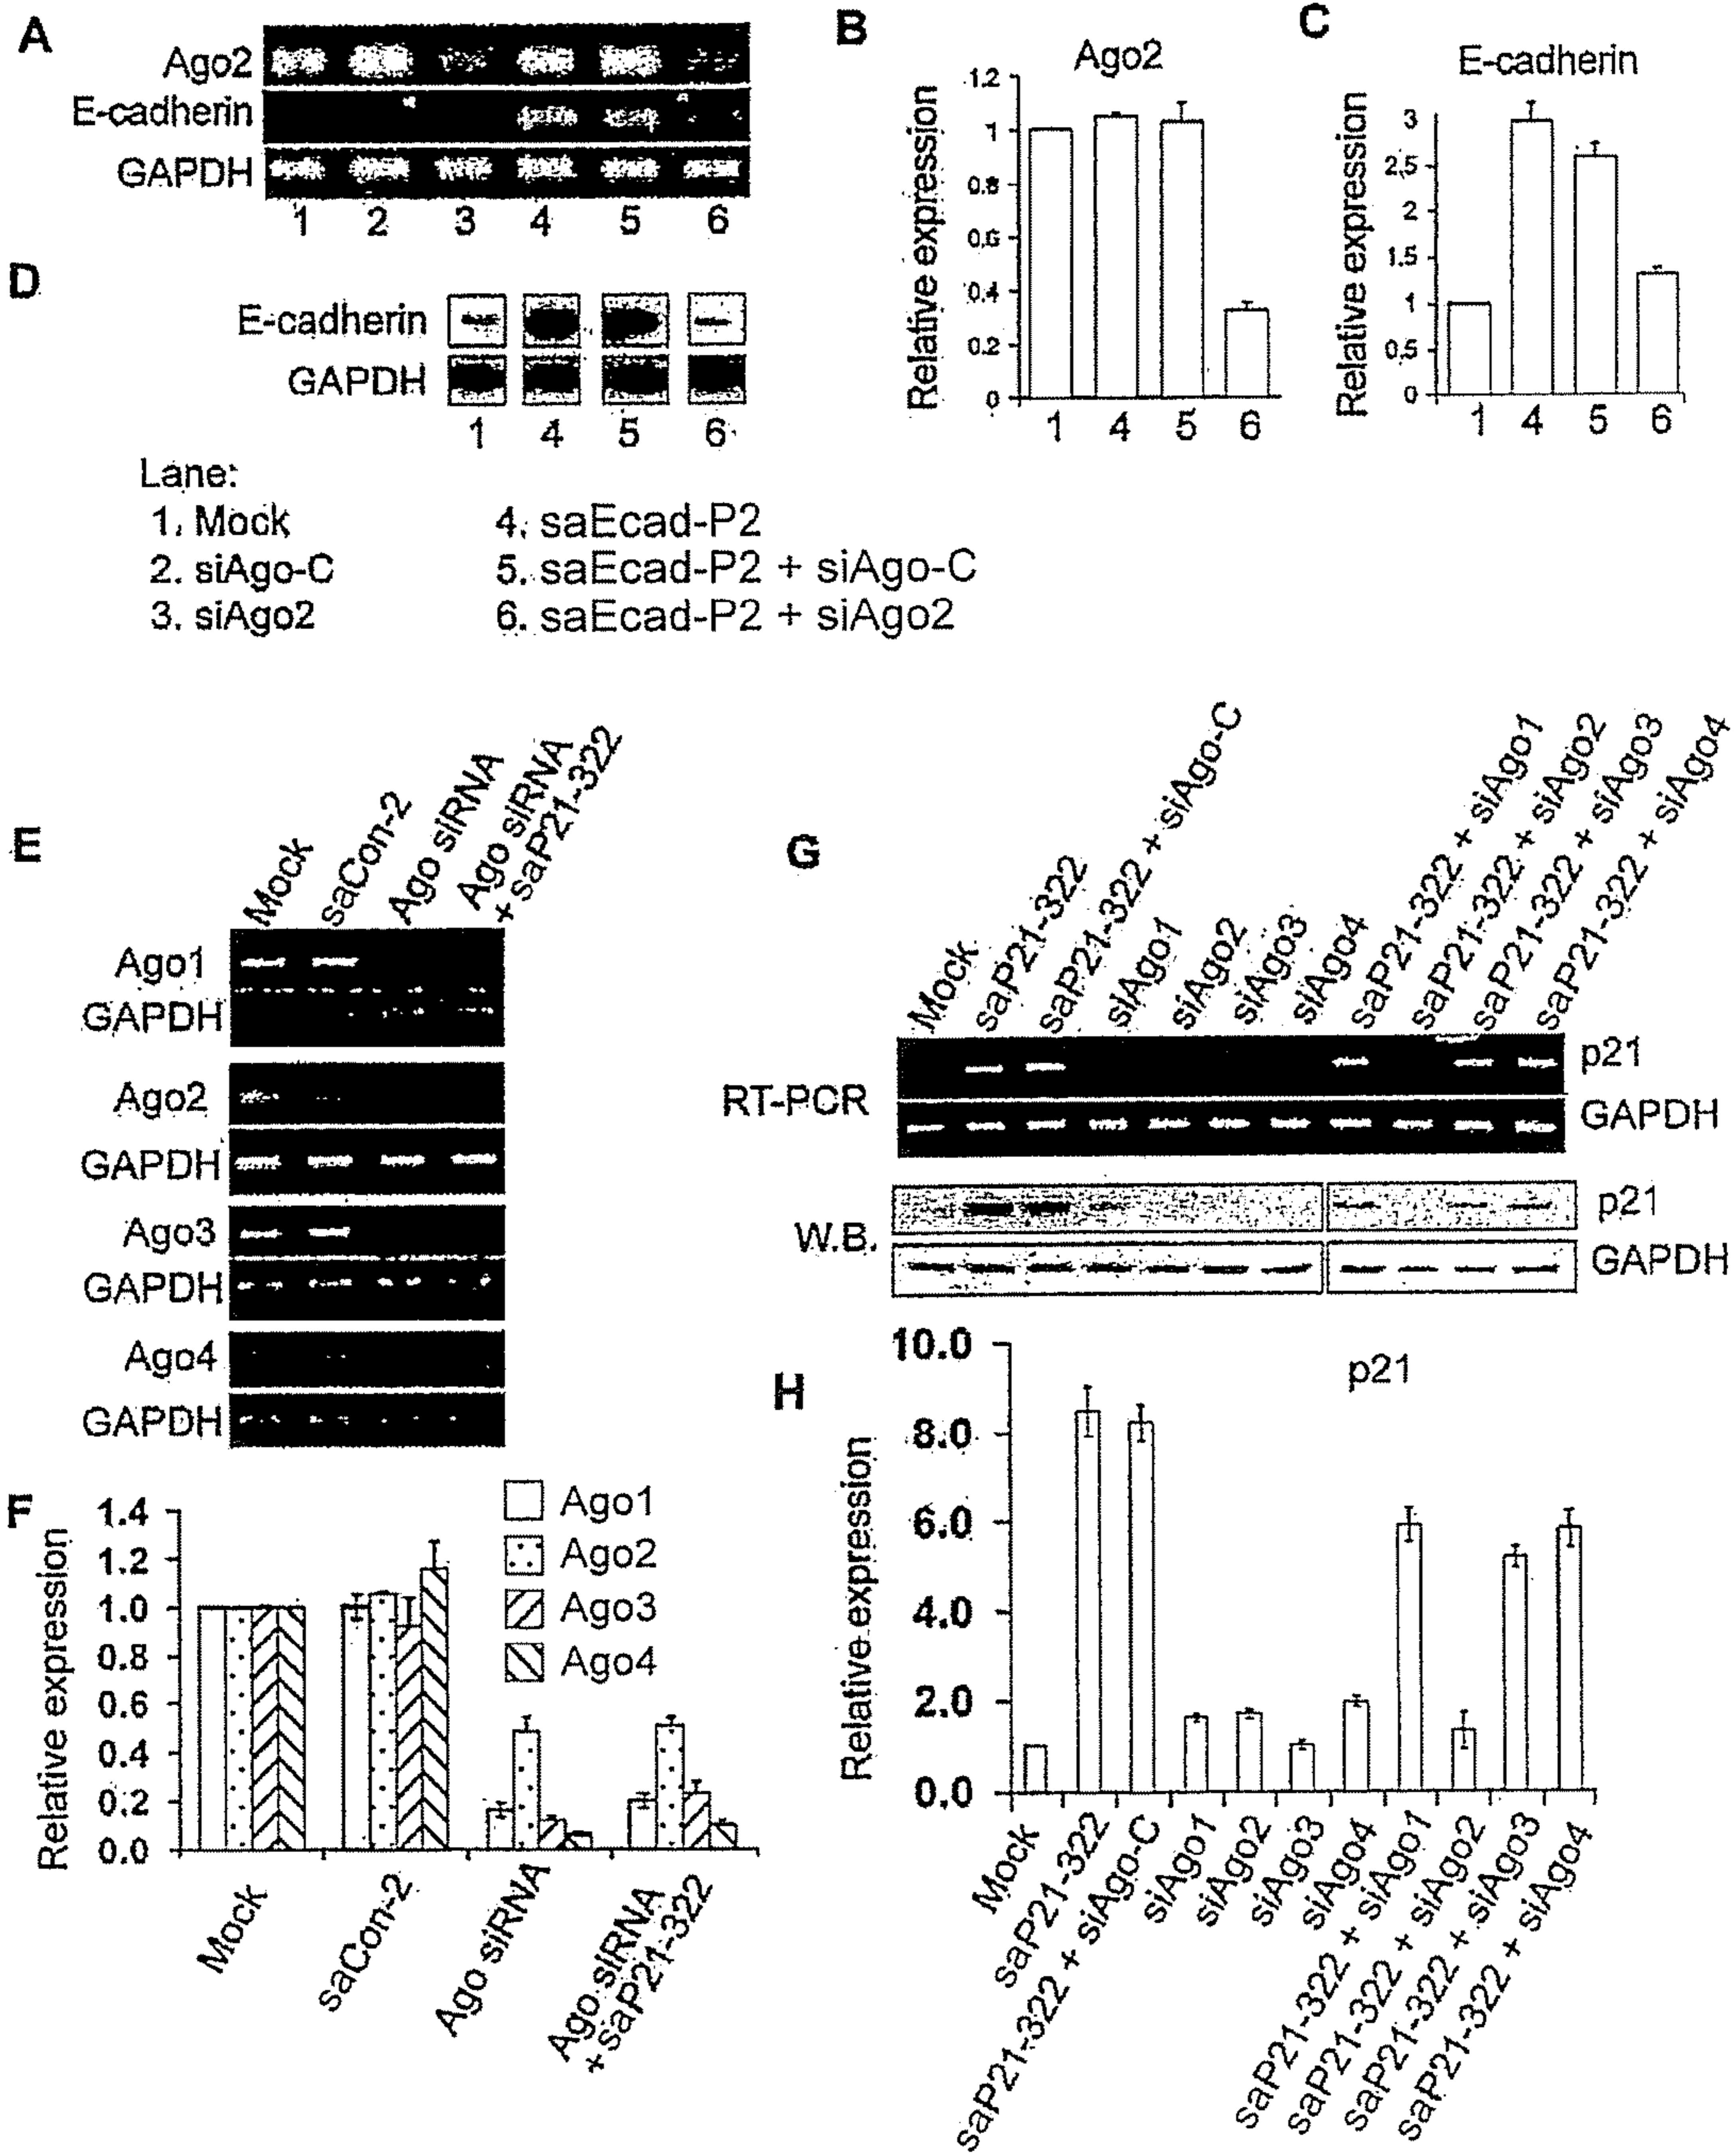 A
Ago2
E-cadherin
GAPDH
1 2 3 4 5 6
B
Ago2
Relative expression
1.2
1
0.8
0.6
0.4
0.2
0
1 4 5 6
C
E-cadherin
Relative expression
3
2.5
2
1.5
1
0.5
0
1 4 5 6
D
E-cadherin
GAPDH
1 4 5 6
Lane:
1. Mock
2. siAgo-C
3. siAgo2
4. saEcad-P2
5. saEcad-P2 + siAgo-C
6. saEcad-P2 + siAgo2
E
Mock
saCon-2
Ago siRNA
Ago siRNA
+ saP21-322
Ago1
GAPDH
Ago2
GAPDH
Ago3
GAPDH
Ago4
GAPDH
F
Relative expression
1.4
1.2
1.0
0.8
0.6
0.4
0.2
0.0
Ago1
Ago2
Ago3
Ago4
Mock
saCon-2
Ago siRNA
Ago siRNA
+saP21-322
G
Mock
saP21-322
saP21-322 + siAgo-C
siAgo1
siAgo2
siAgo3
siAgo4
saP21-322 + siAgo1
saP21-322 + siAgo2
saP21-322 + siAgo3
saP21-322 + siAgo4
RT-PCR
p21
GAPDH
W.B.
p21
GAPDH
H
p21
Relative expression
10.0
8.0
6.0
4.0
2.0
0.0
Mock
saP21-322
saP21-322 + siAgo-C
siAgo1
siAgo2
siAgo3
siAgo4
saP21-322 + siAgo1
saP21-322 + siAgo2
saP21-322 + siAgo3
saP21-322 + siAgo4